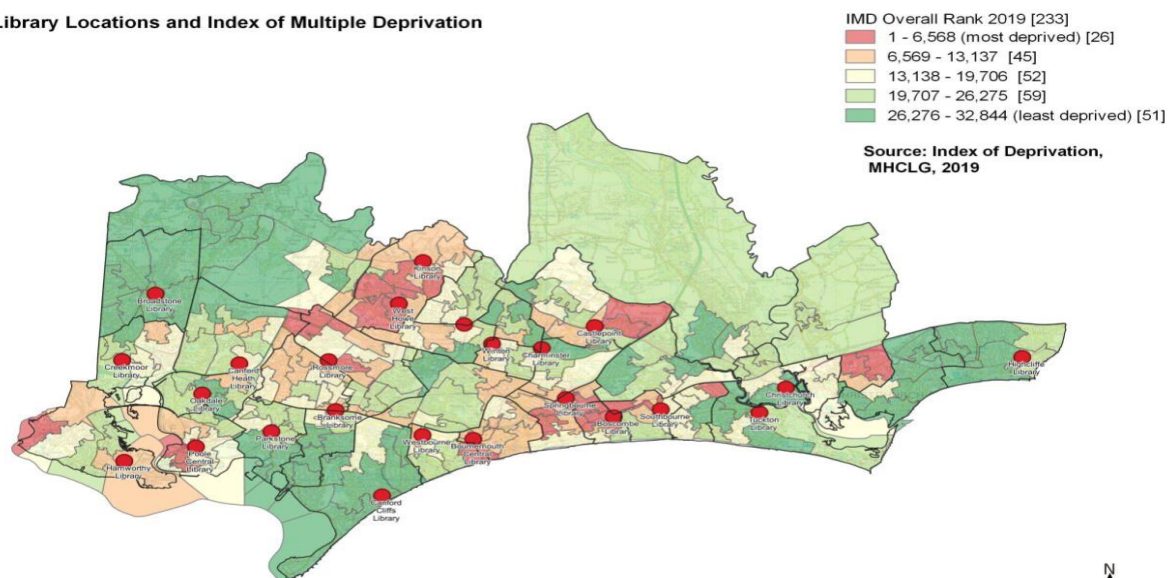 Library Locations and Index of Multiple Deprivation
IMD Overall Rank 2019 [233]
1 - 6,568 (most deprived) [26]
6,569 - 13,137 [45]
13,138 - 19,706 [52]
19,707 - 26,275 [59]
26,276 - 32,844 (least deprived) [51]
Source: Index of Deprivation,
MHCLG, 2019
Kinson
Library
Broadstone
Library
West
Howe
Library
Castlepoint
Library
Winton
Library
Charminster
Library
Creekmoor
Library
Canford
Heath
Library
Rossmore
Library
Highcliffe
Library
Oakdale
Library
Christchurch
Library
Springbourne
Library
Branksome
Library
Boscombe
Library
Southbourne
Library
Tuckton
Library
Parkstone
Library
Westbourne
Library
Bournemouth
Central
Library
Poole
Central
Library
Hamworthy
Library
Canford
Cliffs
Library
N